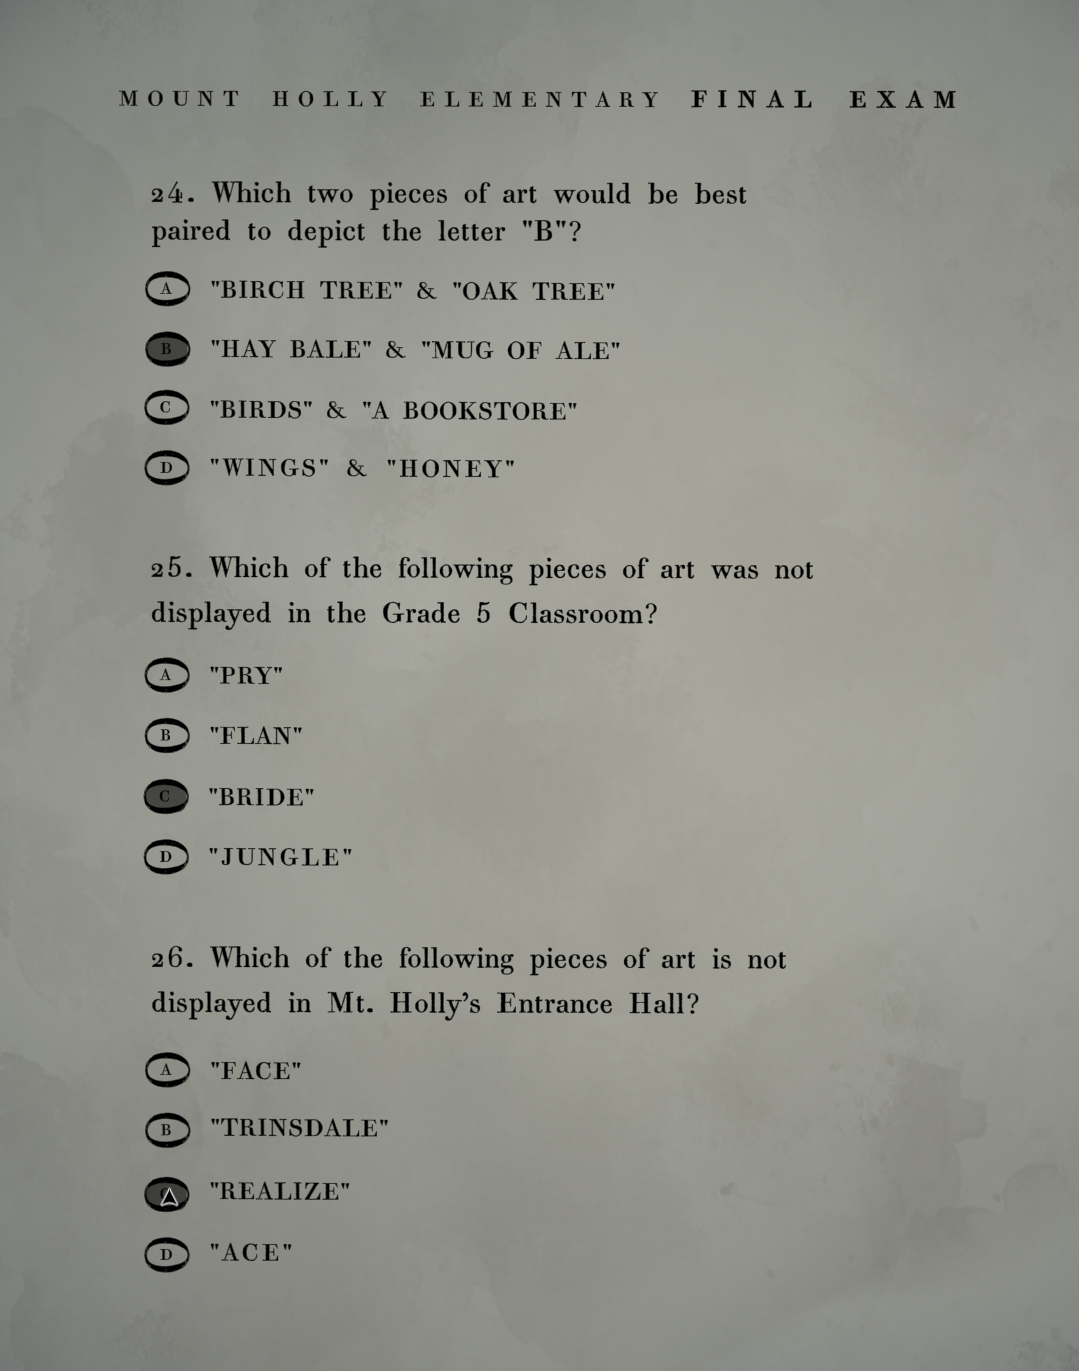 MOUNT HOLLY ELEMENTARY FINAL EXAM
24. Which two pieces of art would be best
paired to depict the letter "B"?
A "BIRCH TREE" & "OAK TREE"
B "HAY BALE" & "MUG OF ALE"
C "BIRDS" & "A BOOKSTORE"
D "WINGS" & "HONEY"
25. Which of the following pieces of art was not
displayed in the Grade 5 Classroom?
A "PRY"
B "FLAN"
C "BRIDE"
D "JUNGLE"
26. Which of the following pieces of art is not
displayed in Mt. Holly's Entrance Hall?
A "FACE"
B "TRINSDALE"
"REALIZE"
D "ACE"